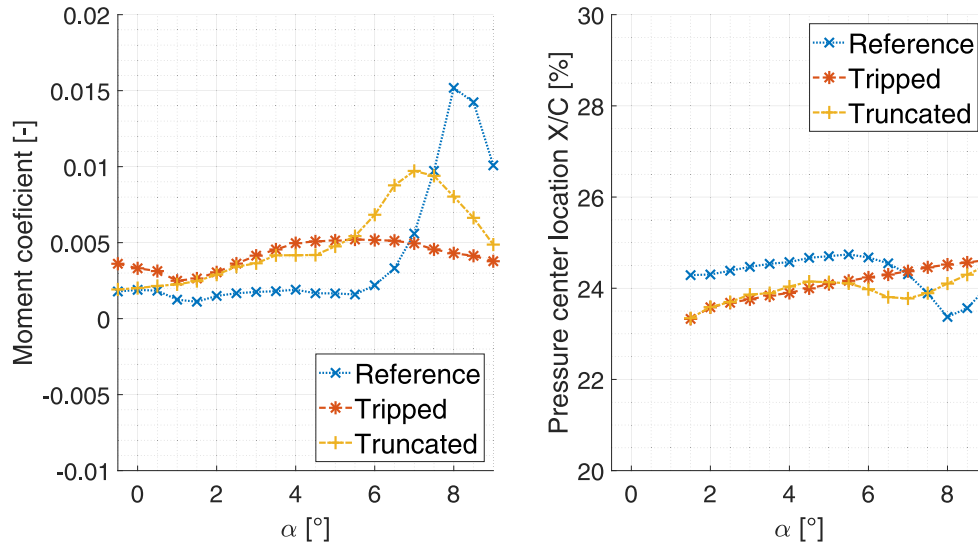 0.02
0.015
0.01
0.005
0
-0.005
-0.01
Moment coeficient [-]
0 2 4 6 8
α [°]
Reference
Tripped
Truncated
30
28
26
24
22
20
Pressure center location X/C [%]
0 2 4 6 8
α [°]
Reference
Tripped
Truncated